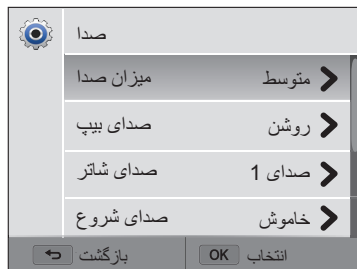 صدا
میزان صدا متوسط
صدای بیپ روشن
صدای شاتر صدای 1
صدای شروع خاموش
بازگشت OK انتخاب